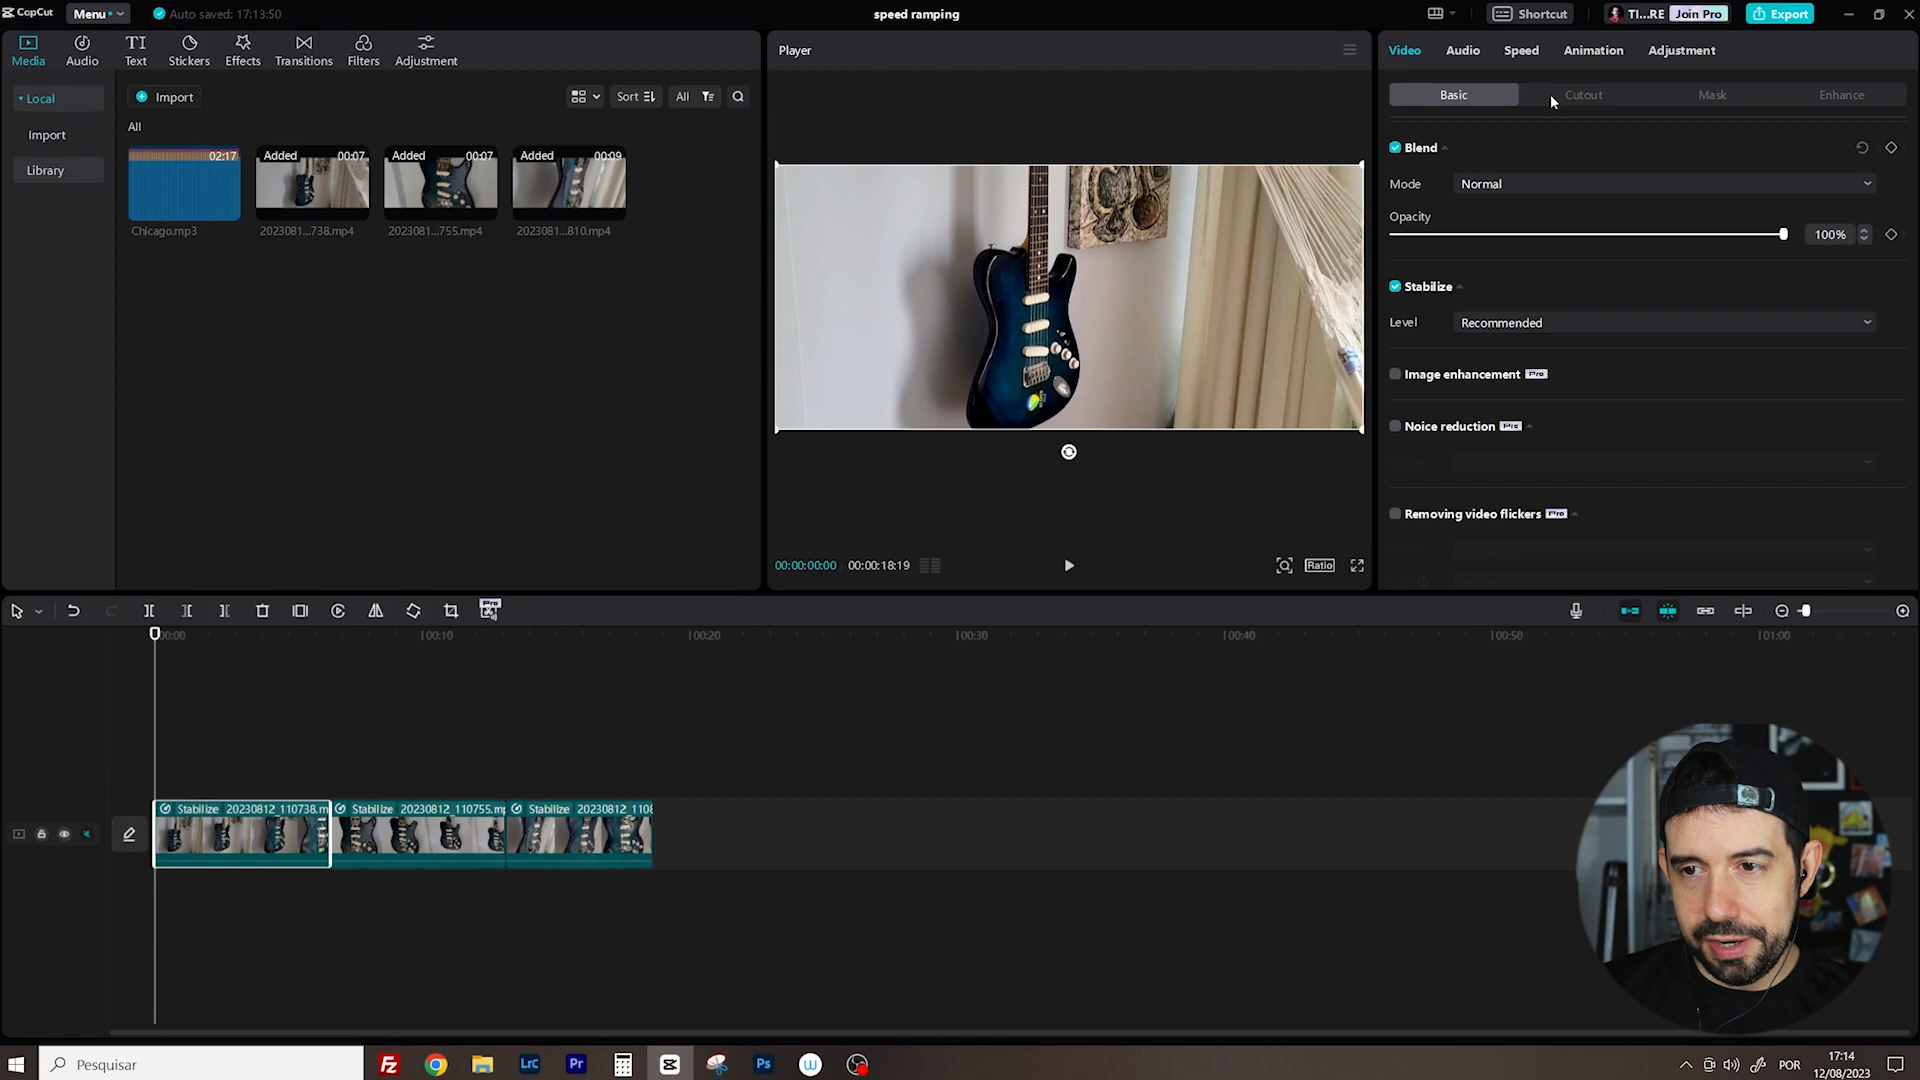 CapCut Menu Auto saved: 17:13:50 speed ramping Shortcut TI...RE Join Pro Export
Media Audio Text Stickers Effects Transitions Filters Adjustment
Local
Import
Library
Import Sort All
All
02:17
Chicago.mp3
Added 00:07
2023081...738.mp4
Added 00:07
2023081...755.mp4
Added 00:09
2023081...810.mp4
Player
00:00:00:00 00:00:18:19 Ratio
Video Audio Speed Animation Adjustment
Basic Cutout Mask Enhance
Blend
Mode Normal
Opacity
100%
Stabilize
Level Recommended
Image enhancement Pro
Noice reduction Pro
Removing video flickers Pro
Pro
00:00 00:10 00:20 00:30 00:40 00:50 01:00
Stabilize 20230812_110738.m Stabilize 20230812_110755.mp Stabilize 20230812_1108
Pesquisar
FZ LrC Pr Ps W
POR
17:14
12/08/2023